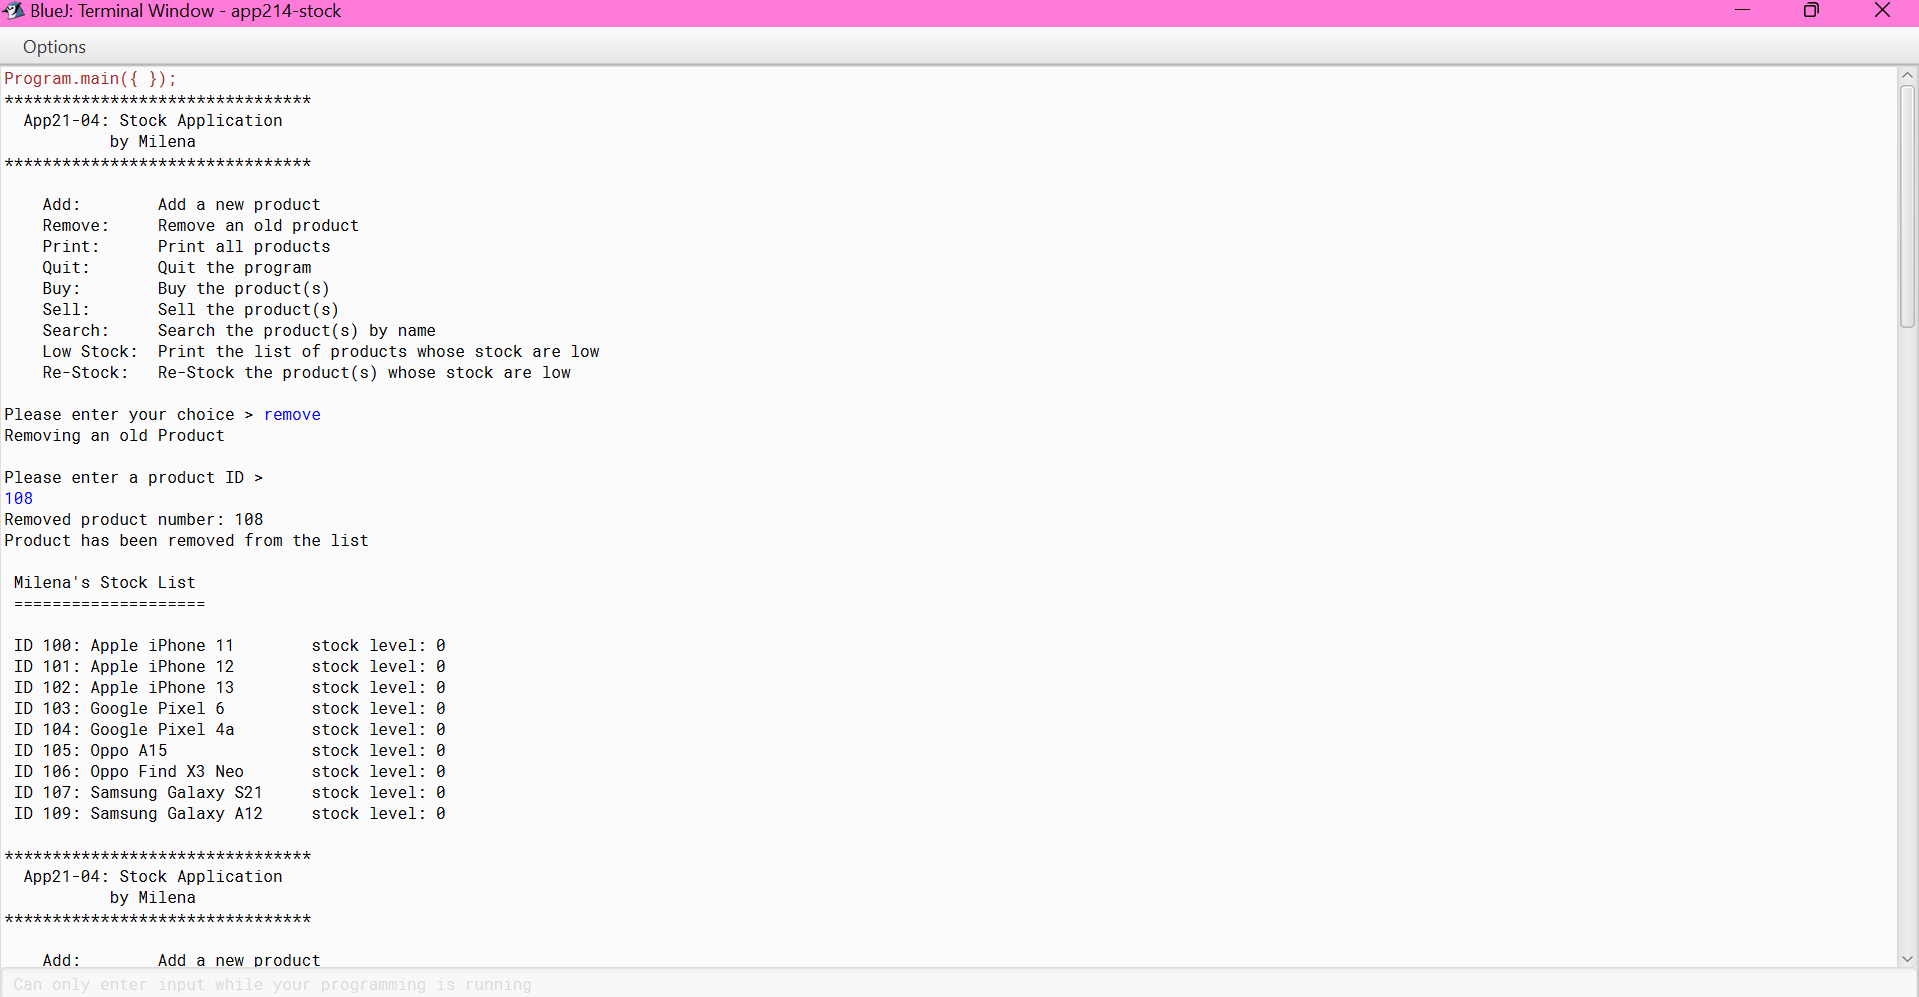 BlueJ: Terminal Window - app214-stock
Options
Program.main({ });
********************************
App21-04: Stock Application
by Milena
********************************
Add: Add a new product
Remove: Remove an old product
Print: Print all products
Quit: Quit the program
Buy: Buy the product(s)
Sell: Sell the product(s)
Search: Search the product(s) by name
Low Stock: Print the list of products whose stock are low
Re-Stock: Re-Stock the product(s) whose stock are low
Please enter your choice > remove
Removing an old Product
Please enter a product ID >
108
Removed product number: 108
Product has been removed from the list
Milena's Stock List
====================
ID 100: Apple iPhone 11 stock level: 0
ID 101: Apple iPhone 12 stock level: 0
ID 102: Apple iPhone 13 stock level: 0
ID 103: Google Pixel 6 stock level: 0
ID 104: Google Pixel 4a stock level: 0
ID 105: Oppo A15 stock level: 0
ID 106: Oppo Find X3 Neo stock level: 0
ID 107: Samsung Galaxy S21 stock level: 0
ID 109: Samsung Galaxy A12 stock level: 0
********************************
App21-04: Stock Application
by Milena
********************************
Add: Add a new product
Can only enter input while your programming is running